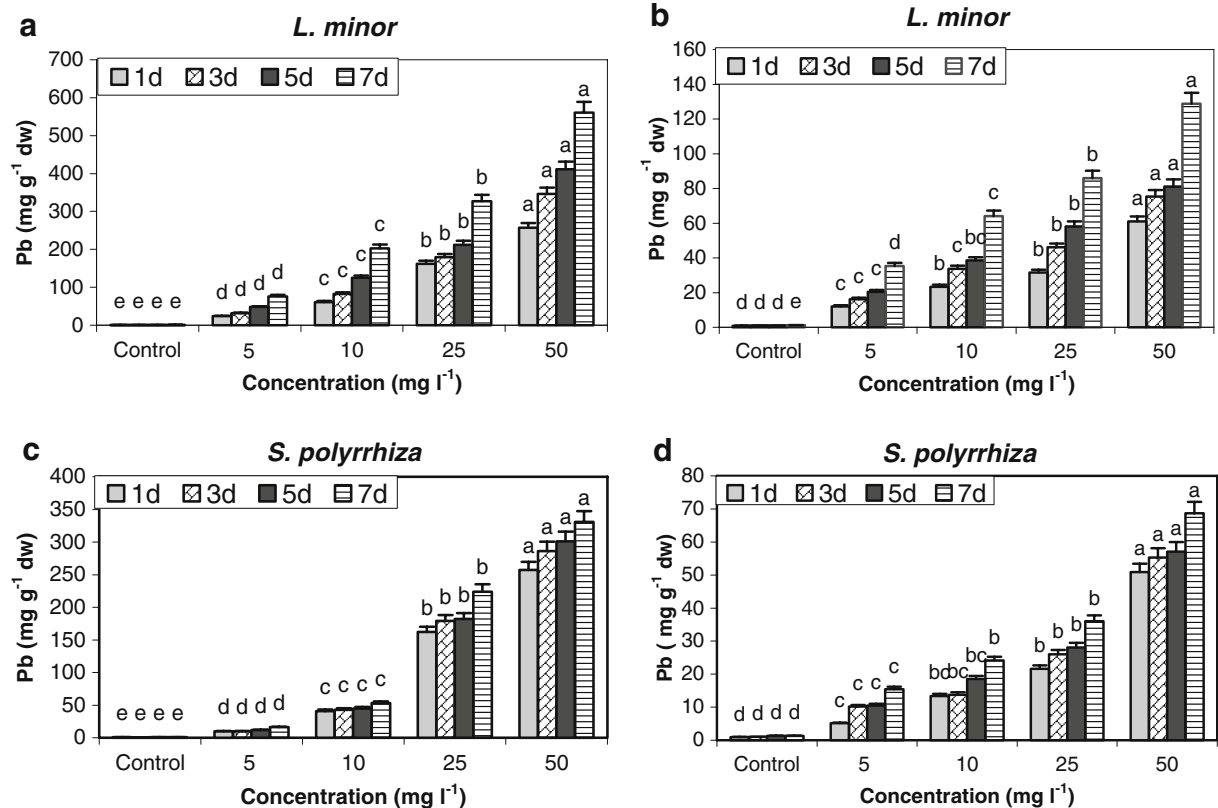 a
L. minor
700
600
500
400
300
200
100
0
Pb (mg g⁻¹ dw)
1d 3d 5d 7d
e e e e
d d d d
c c c c
b b b b
a a a a
Control 5 10 25 50
Concentration (mg l⁻¹)
b
L. minor
160
140
120
100
80
60
40
20
0
Pb (mg g⁻¹ dw)
1d 3d 5d 7d
d d d e
c c c d
b c bc c
b b b b
a a a a
Control 5 10 25 50
Concentration (mg l⁻¹)
c
S. polyrrhiza
400
350
300
250
200
150
100
50
0
Pb (mg g⁻¹ dw)
1d 3d 5d 7d
e e e e
d d d d
c c c c
b b b b
a a a a
Control 5 10 25 50
Concentration (mg l⁻¹)
d
S. polyrrhiza
80
70
60
50
40
30
20
10
0
Pb ( mg g⁻¹ dw)
1d 3d 5d 7d
d d d d
c c c c
bc bc bc b
b b b b
a a a a
Control 5 10 25 50
Concentration (mg l⁻¹)